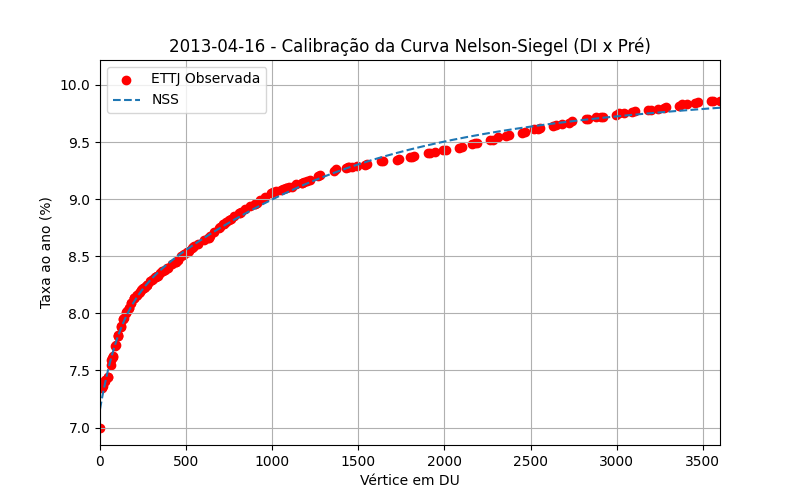 2013-04-16 - Calibração da Curva Nelson-Siegel (DI x Pré)
ETTJ Observada
NSS
Taxa ao ano (%)
10.0
9.5
9.0
8.5
8.0
7.5
7.0
0 500 1000 1500 2000 2500 3000 3500
Vértice em DU